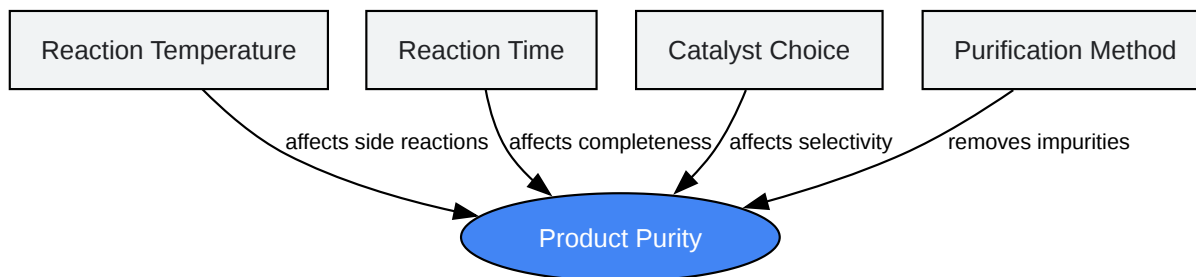 Reaction Temperature
Reaction Time
Catalyst Choice
Purification Method
affects side reactions
affects completeness
affects selectivity
removes impurities
Product Purity